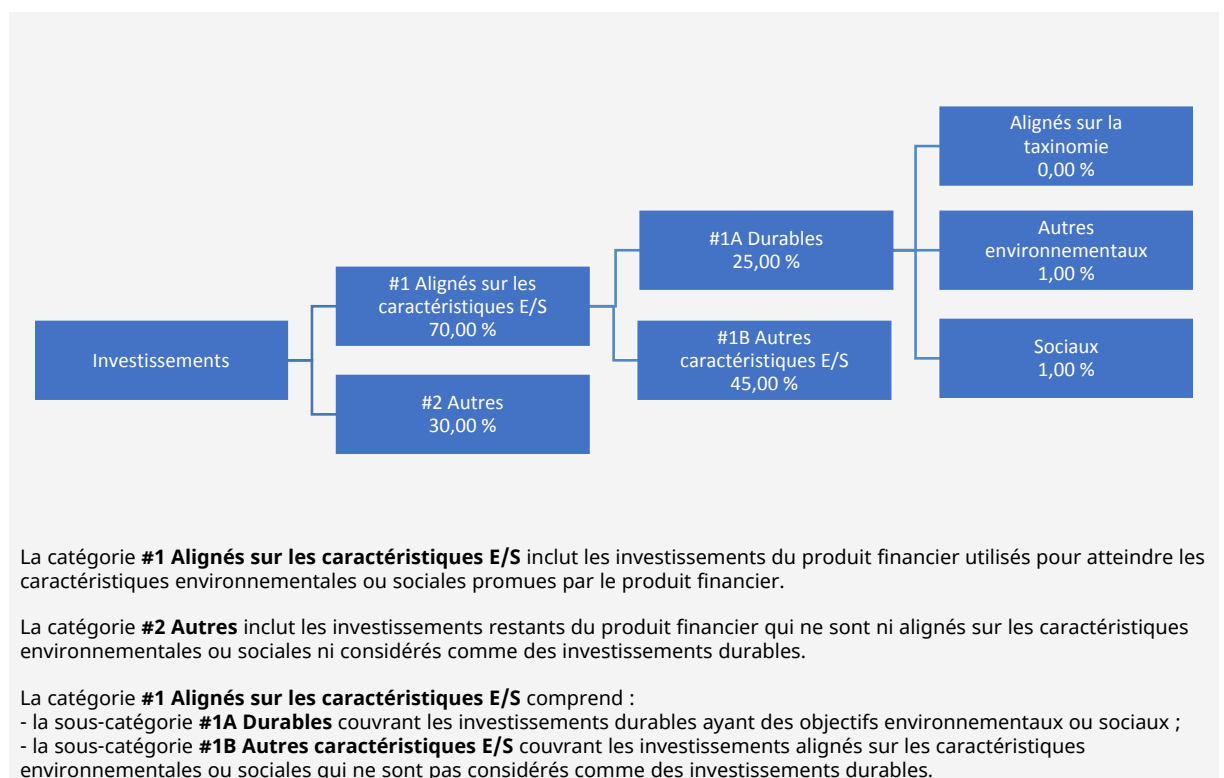 Alignés sur la
taxinomie
0,00 %
#1A Durables
25,00 %
Autres
environnementaux
1,00 %
#1 Alignés sur les
caractéristiques E/S
70,00 %
Investissements
#1B Autres
caractéristiques E/S
45,00 %
Sociaux
1,00 %
#2 Autres
30,00 %
La catégorie #1 Alignés sur les caractéristiques E/S inclut les investissements du produit financier utilisés pour atteindre les
caractéristiques environnementales ou sociales promues par le produit financier.
La catégorie #2 Autres inclut les investissements restants du produit financier qui ne sont ni alignés sur les caractéristiques
environnementales ou sociales ni considérés comme des investissements durables.
La catégorie #1 Alignés sur les caractéristiques E/S comprend :
- la sous-catégorie #1A Durables couvrant les investissements durables ayant des objectifs environnementaux ou sociaux ;
- la sous-catégorie #1B Autres caractéristiques E/S couvrant les investissements alignés sur les caractéristiques
environnementales ou sociales qui ne sont pas considérés comme des investissements durables.